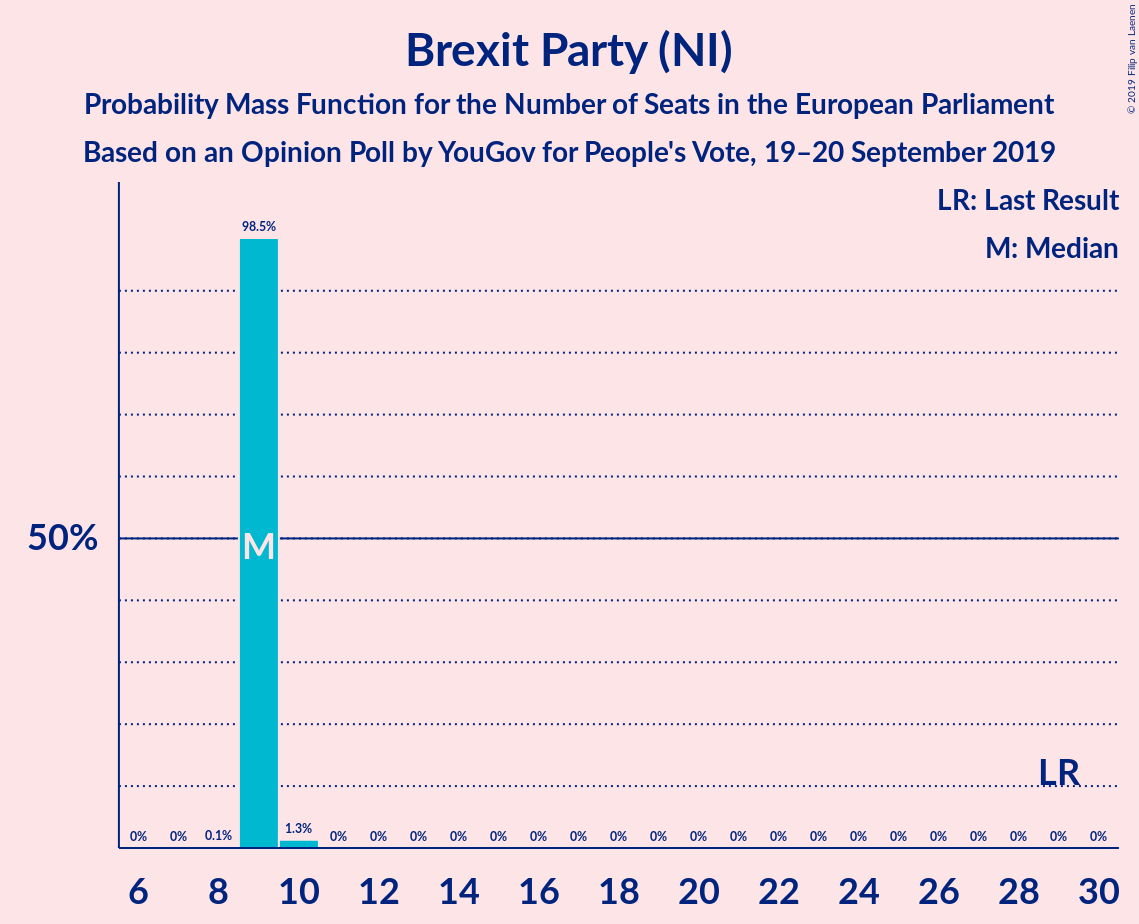 Brexit Party (NI)
Probability Mass Function for the Number of Seats in the European Parliament
Based on an Opinion Poll by YouGov for People's Vote, 19–20 September 2019
© 2019 Filip van Laenen
LR: Last Result
M: Median
98.5%
50%
M
LR
0% 0% 0.1% 1.3% 0% 0% 0% 0% 0% 0% 0% 0% 0% 0% 0% 0% 0% 0% 0% 0% 0% 0% 0% 0%
6 8 10 12 14 16 18 20 22 24 26 28 30